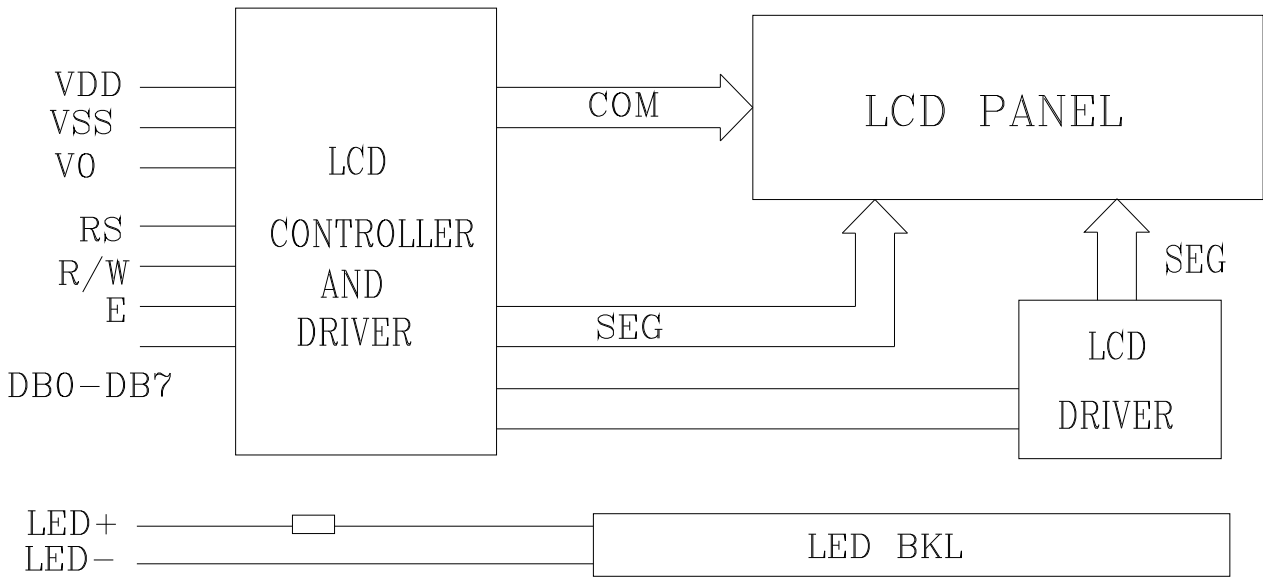 VDD
VSS
V0
RS
R/W
E
DB0-DB7
LCD
CONTROLLER
AND
DRIVER
COM
SEG
LCD PANEL
SEG
LCD
DRIVER
LED+
LED-
LED BKL